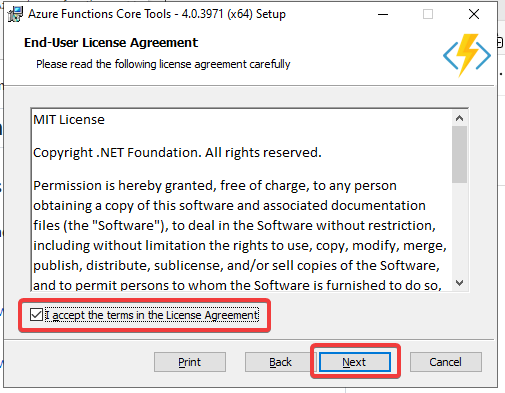 Azure Functions Core Tools - 4.0.3971 (x64) Setup
End-User License Agreement
Please read the following license agreement carefully
MIT License
Copyright .NET Foundation. All rights reserved.
Permission is hereby granted, free of charge, to any person
obtaining a copy of this software and associated documentation
files (the "Software"), to deal in the Software without restriction,
including without limitation the rights to use, copy, modify, merge,
publish, distribute, sublicense, and/or sell copies of the Software,
and to permit persons to whom the Software is furnished to do so,
I accept the terms in the License Agreement
Print Back Next Cancel